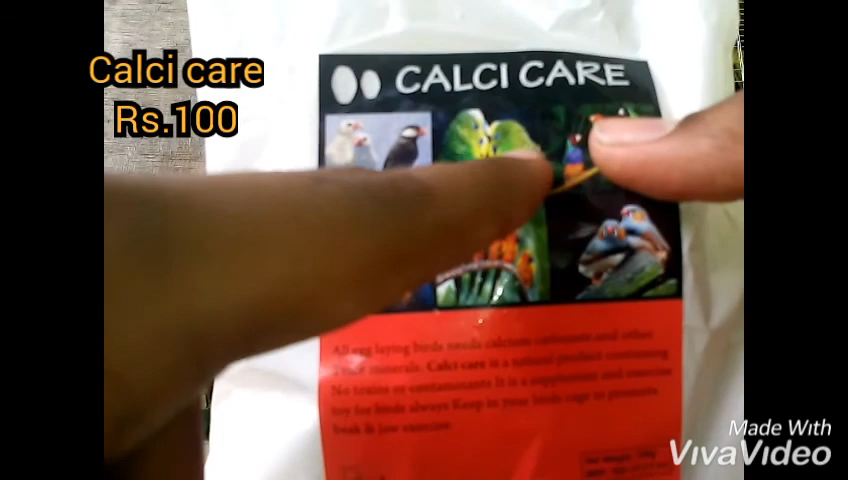 Calci care
Rs.100
CALCI CARE
All egg laying birds needs calcium carbonate and other
minerals. Calci care is a natural product containing
No toxins or contaminants It is a supplement and exercise
toy for birds always Keep in your birds cage to promote
beak & jaw exercise
Made With
VivaVideo